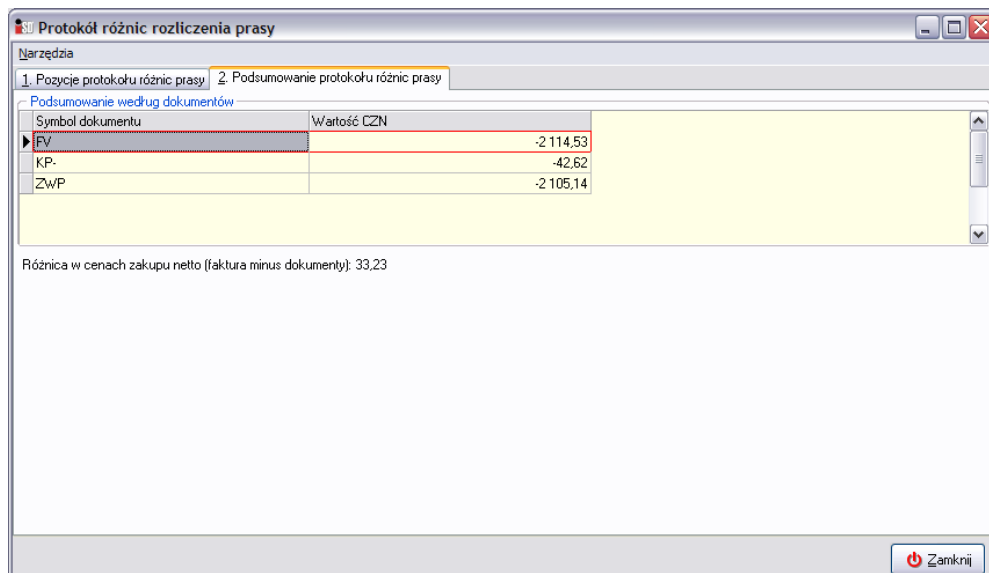 Protokół różnic rozliczenia prasy
Narzędzia
1. Pozycje protokołu różnic prasy 2. Podsumowanie protokołu różnic prasy
Podsumowanie według dokumentów
Symbol dokumentu Wartość CZN
FV -2 114,53
KP- -42,62
ZWP -2 105,14
Różnica w cenach zakupu netto (faktura minus dokumenty): 33,23
Zamknij